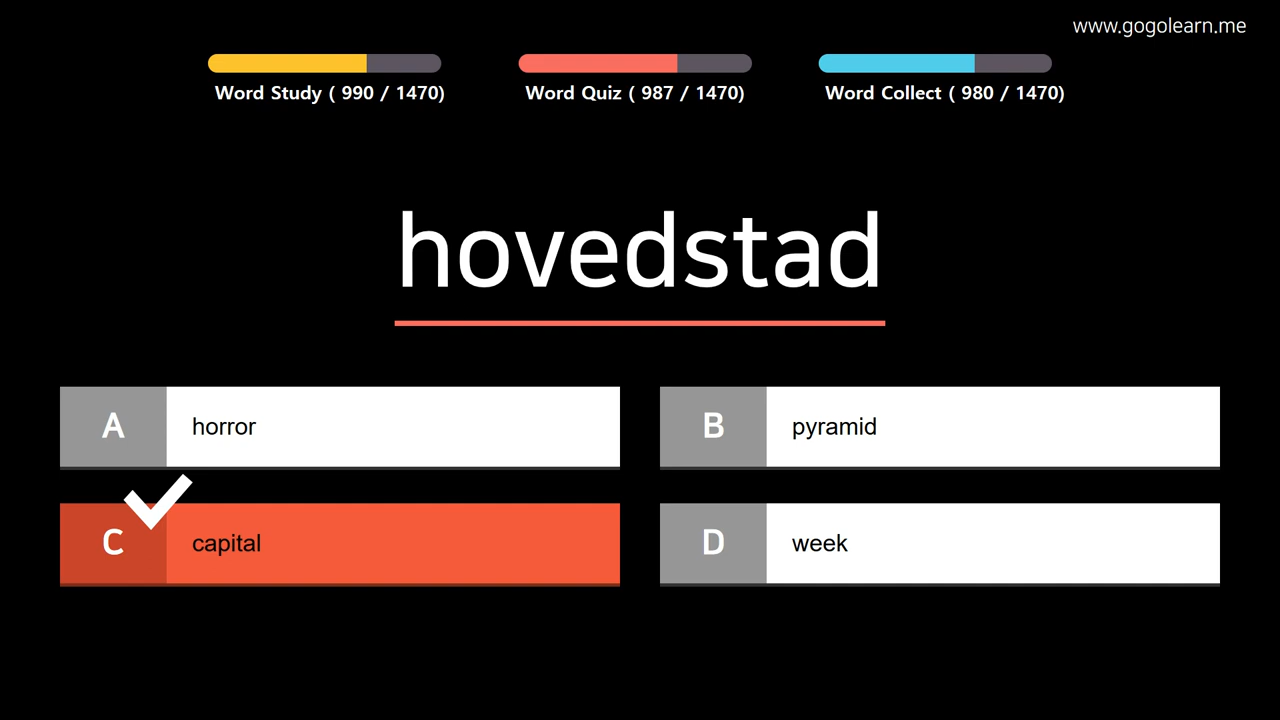 www.gogolearn.me
Word Study ( 990 / 1470)
Word Quiz ( 987 / 1470)
Word Collect ( 980 / 1470)
hovedstad
A horror
B pyramid
C capital
D week